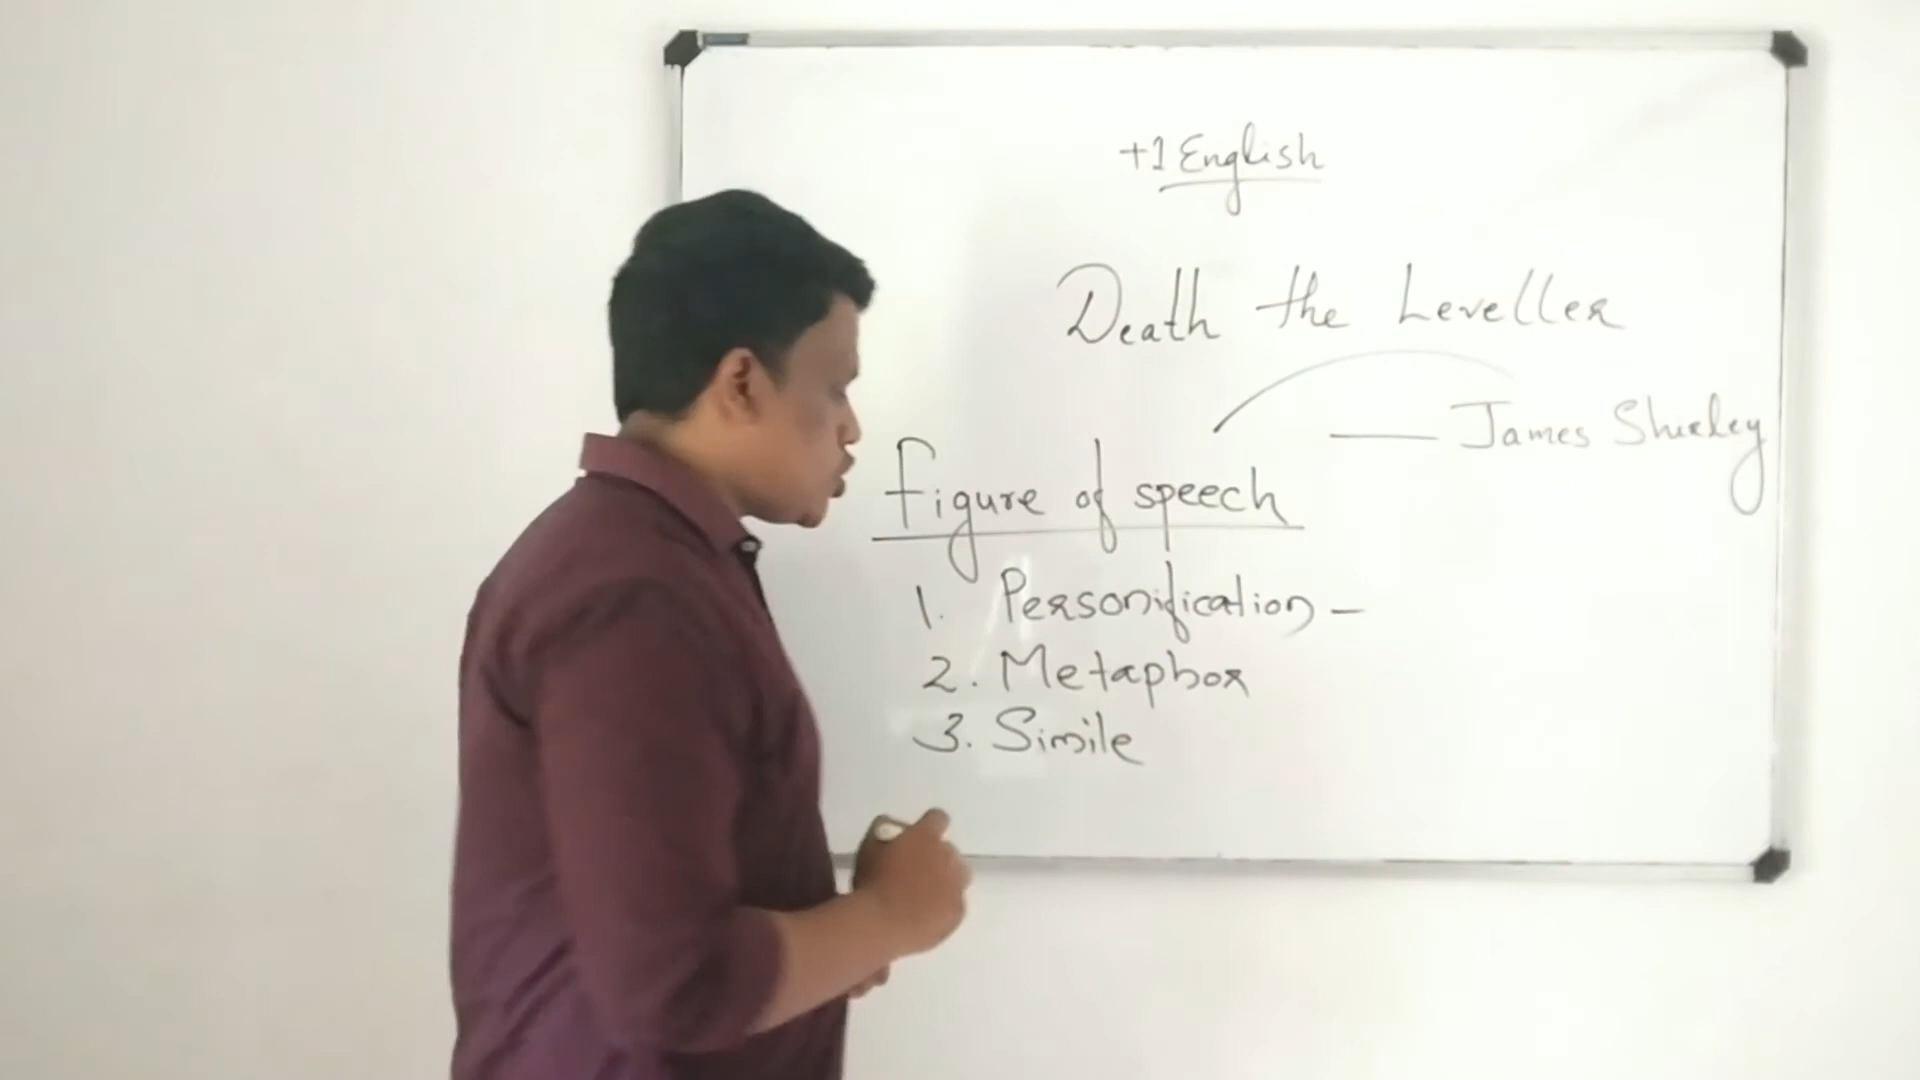 +1 English
Death the Leveller
— James Shirley
Figure of speech
1. Personification –
2. Metaphor
3. Simile